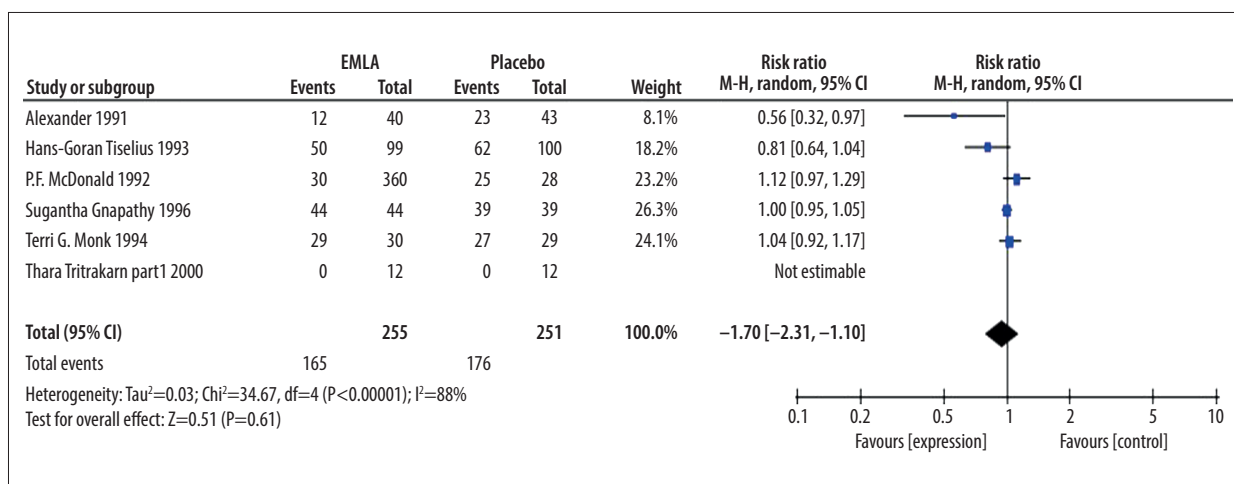 EMLA Placebo Risk ratio Risk ratio
Study or subgroup Events Total Events Total Weight M-H, random, 95% CI M-H, random, 95% CI
Alexander 1991 12 40 23 43 8.1% 0.56 [0.32, 0.97]
Hans-Goran Tiselius 1993 50 99 62 100 18.2% 0.81 [0.64, 1.04]
P.F. McDonald 1992 30 360 25 28 23.2% 1.12 [0.97, 1.29]
Sugantha Gnapathy 1996 44 44 39 39 26.3% 1.00 [0.95, 1.05]
Terri G. Monk 1994 29 30 27 29 24.1% 1.04 [0.92, 1.17]
Thara Tritrakarn part1 2000 0 12 0 12 Not estimable
Total (95% CI) 255 251 100.0% −1.70 [−2.31, −1.10]
Total events 165 176
Heterogeneity: Tau²=0.03; Chi²=34.67, df=4 (P<0.00001); I²=88%
Test for overall effect: Z=0.51 (P=0.61)
0.1 0.2 0.5 1 2 5 10
Favours [expression] Favours [control]